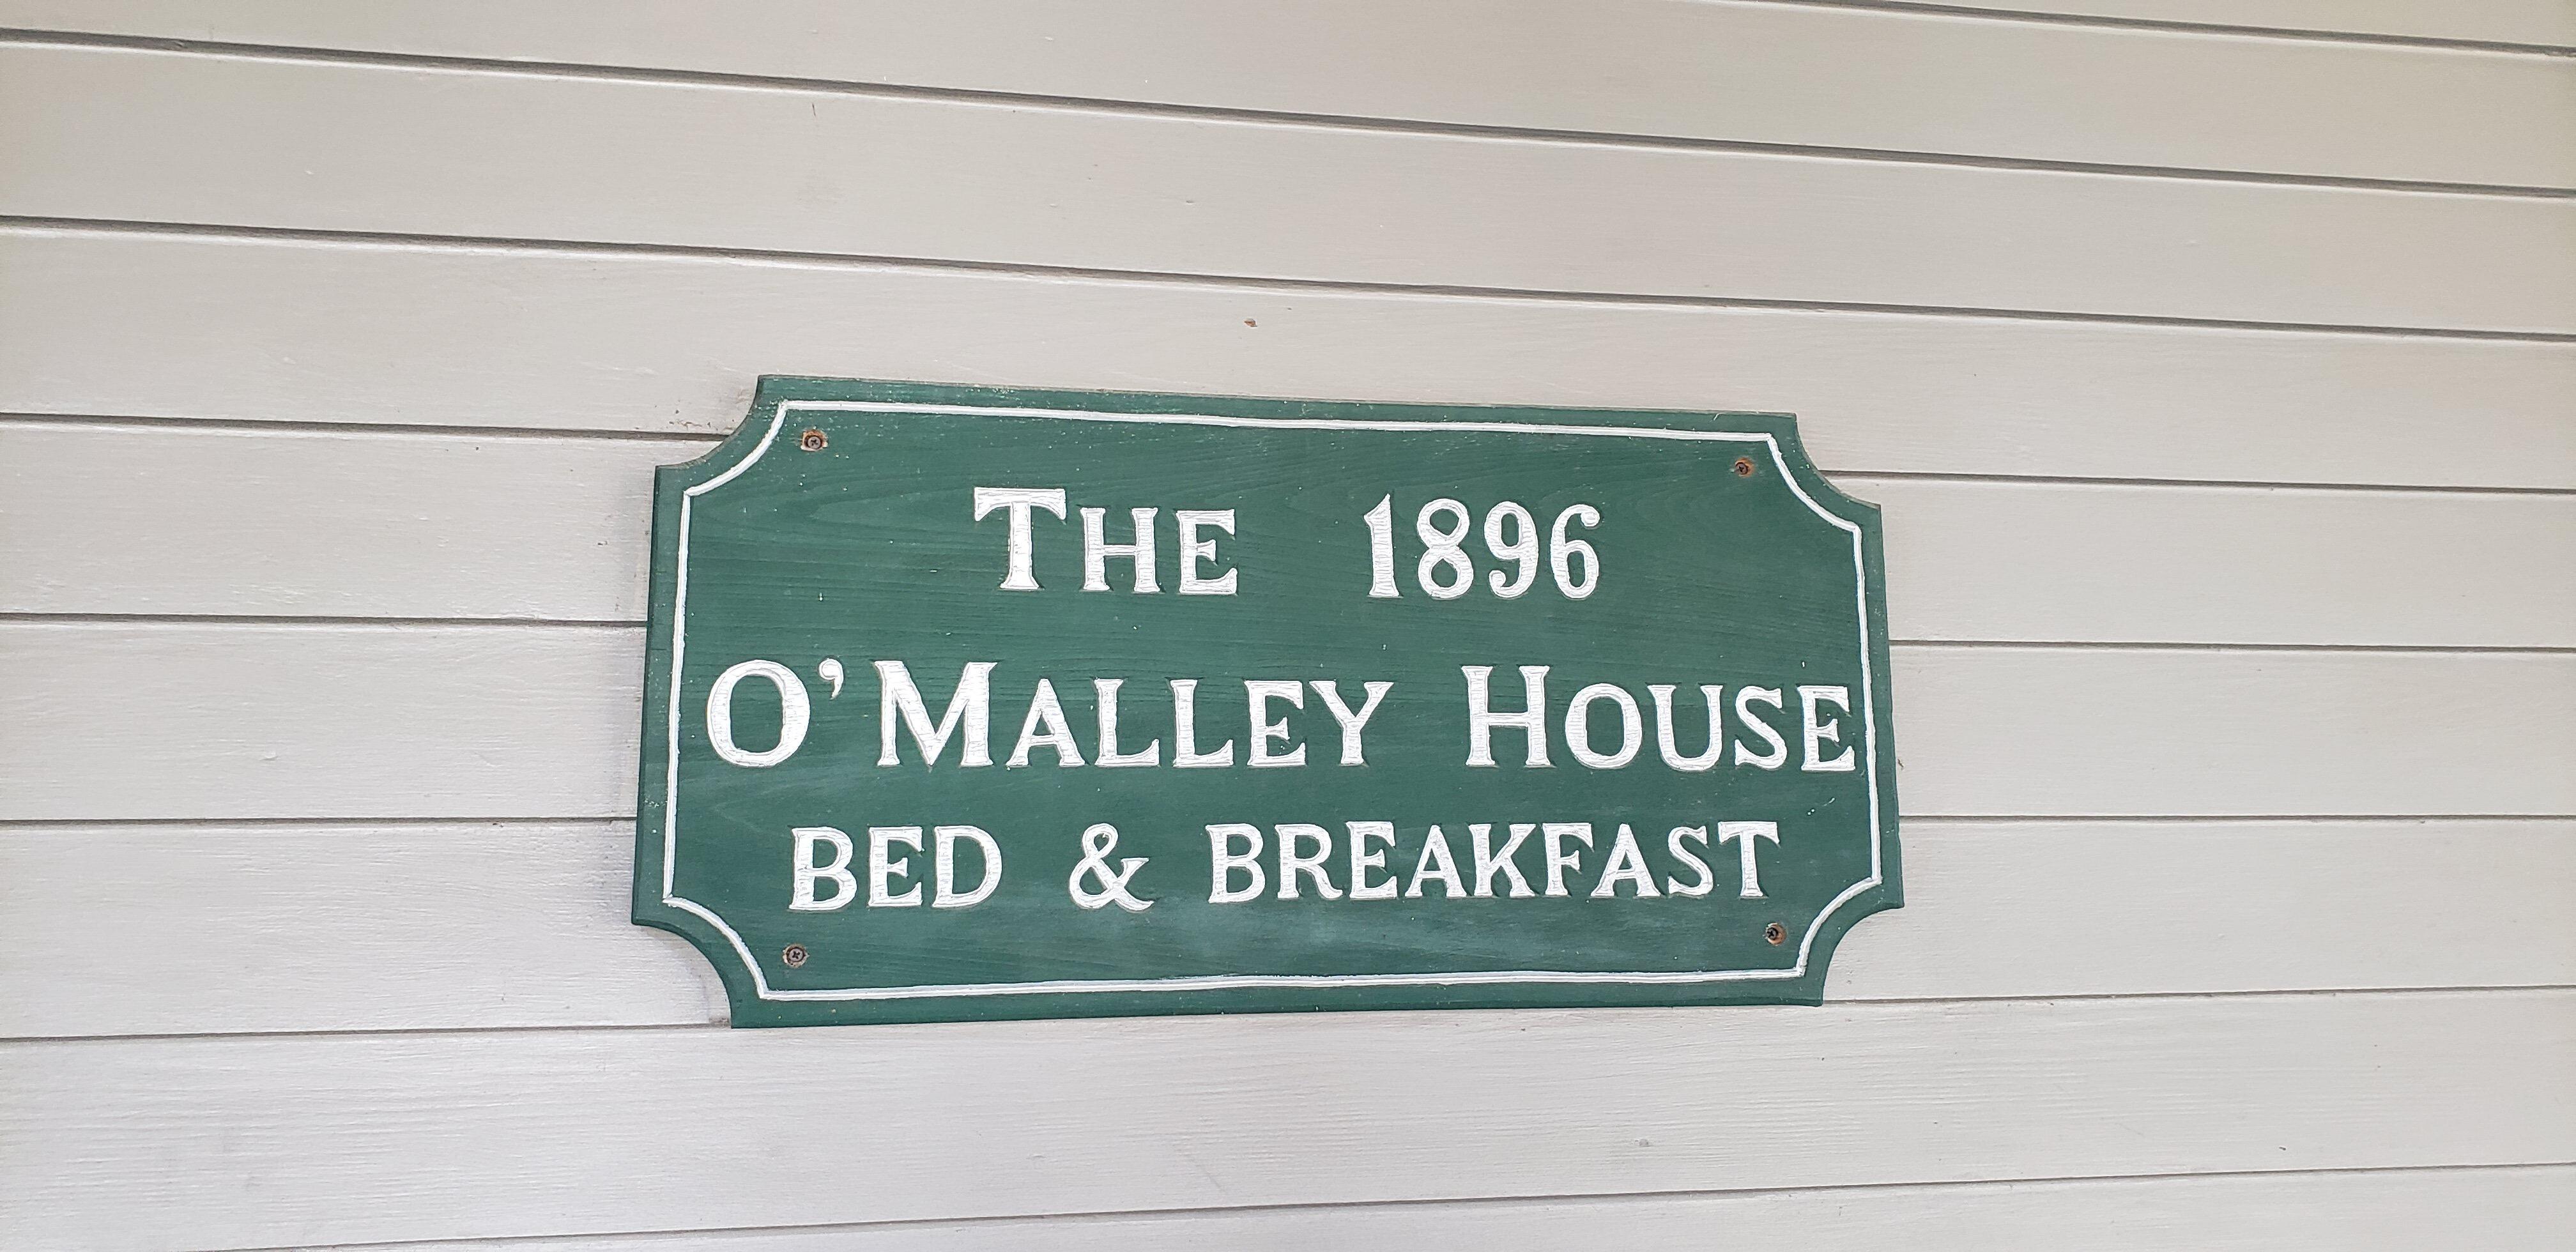 THE 1896
O'MALLEY HOUSE
BED & BREAKFAST